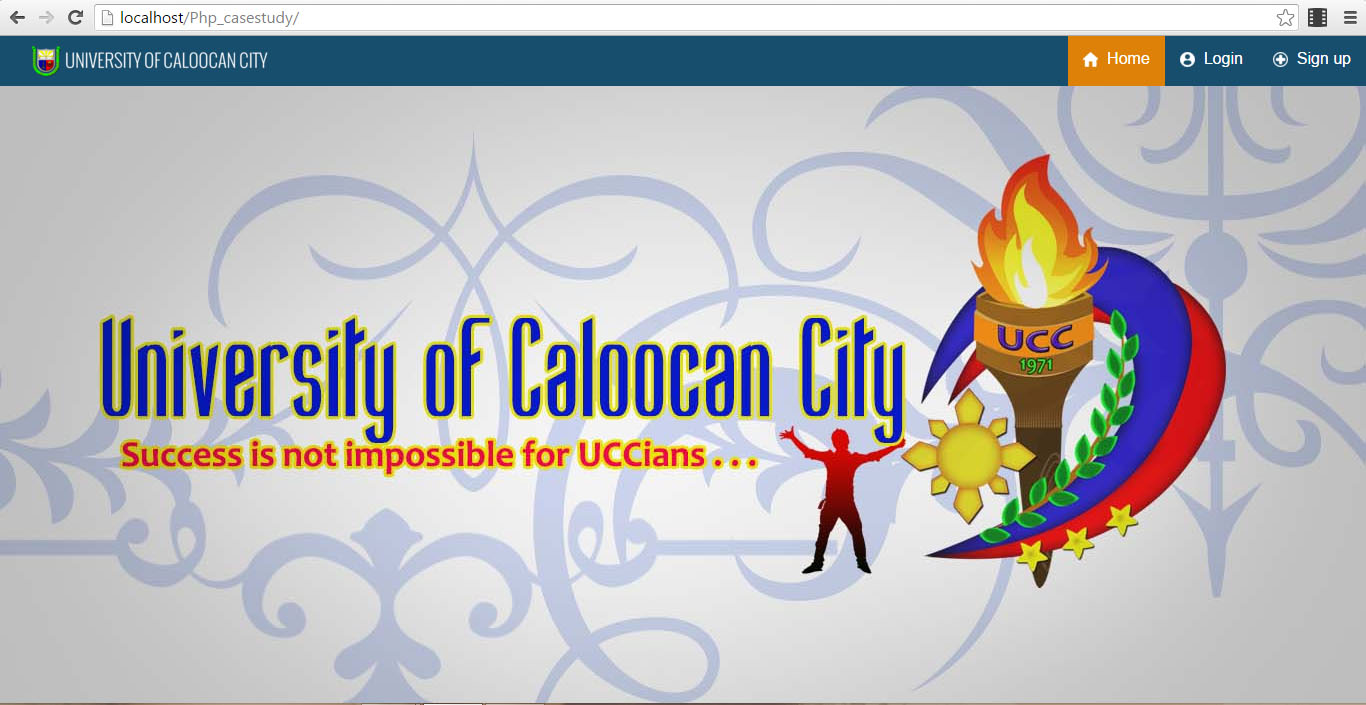 localhost/Php_casestudy/
UNIVERSITY OF CALOOCAN CITY
Home
Login
Sign up
UCC
1971
University of Caloocan City
Success is not impossible for UCCians . . .